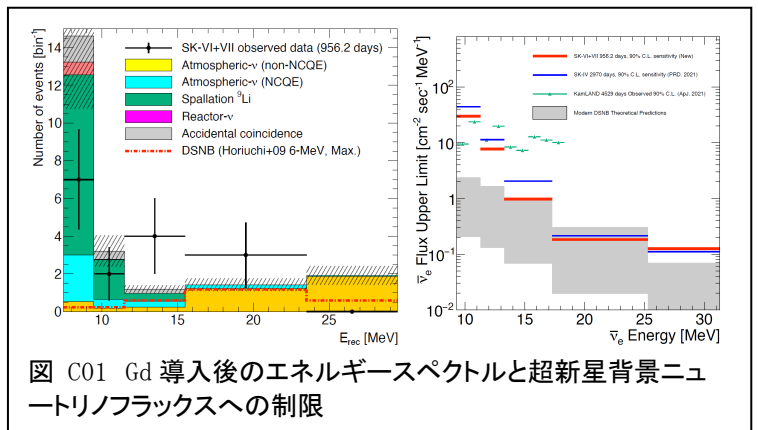 Number of events [bin⁻¹]
14
12
10
8
6
4
2
0
SK-VI+VII observed data (956.2 days)
Atmospheric-ν (non-NCQE)
Atmospheric-ν (NCQE)
Spallation ⁹Li
Reactor-ν
Accidental coincidence
DSNB (Horiuchi+09 6-MeV, Max.)
10 15 20 25
E_rec [MeV]
ν̄_e Flux Upper Limit [cm⁻² sec⁻¹ MeV⁻¹]
10²
10
1
10⁻¹
10⁻²
SK-VI+VII 956.2 days, 90% C.L. sensitivity (New)
SK-IV 2970 days, 90% C.L. sensitivity (PRD. 2021)
KamLAND 4529 days Observed 90% C.L. (ApJ. 2021)
Modern DSNB Theoretical Predictions
10 15 20 25 30
ν̄_e Energy [MeV]
図 C01 Gd 導入後のエネルギースペクトルと超新星背景ニュ
ートリノフラックスへの制限